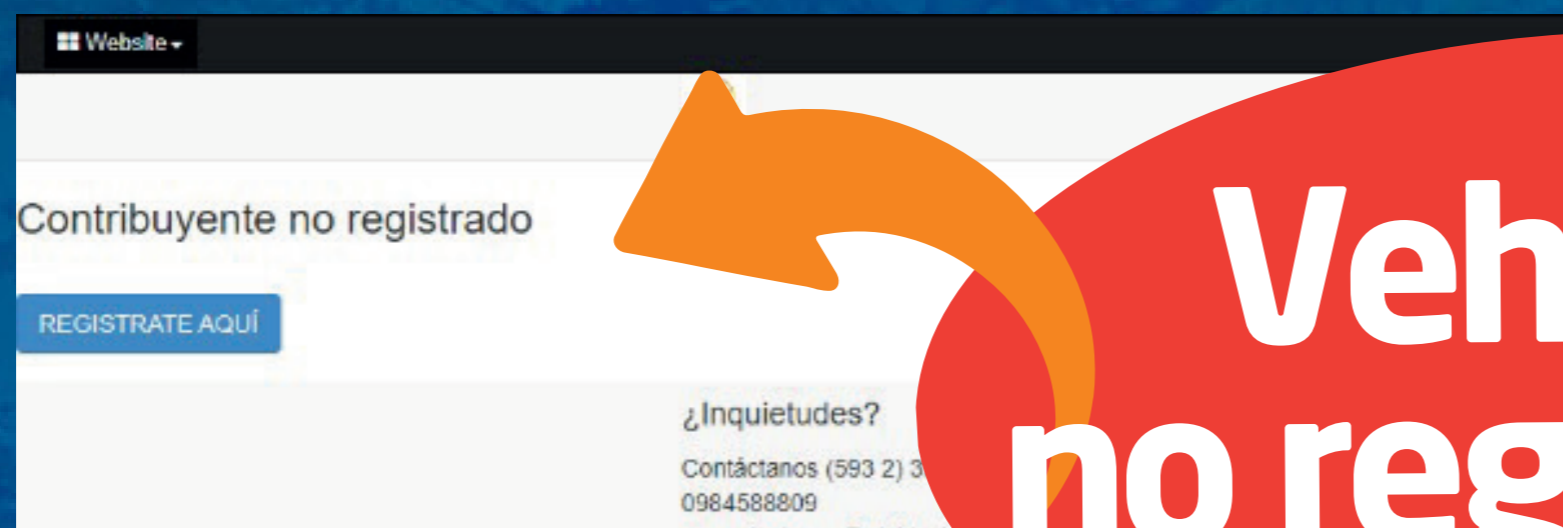 Website
Contribuyente no registrado
REGISTRATE AQUÍ
¿Inquietudes?
Contáctanos (593 2) 3
0984588809
Veh
no reg